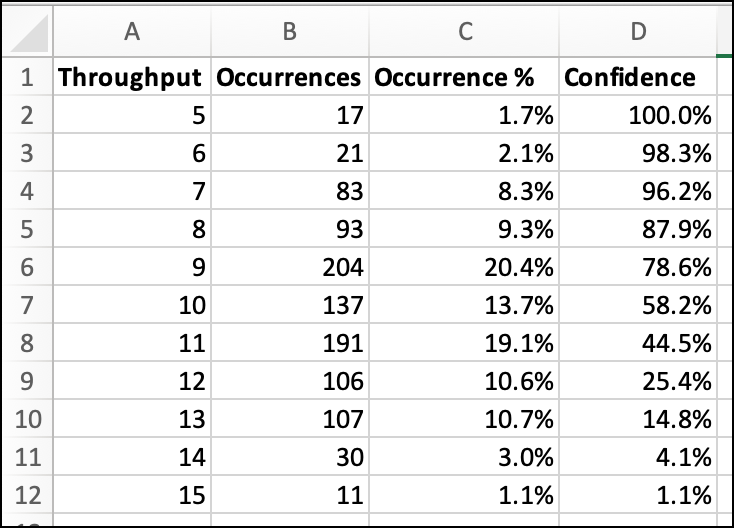 A B C D
1 Throughput Occurrences Occurrence % Confidence
2 5 17 1.7% 100.0%
3 6 21 2.1% 98.3%
4 7 83 8.3% 96.2%
5 8 93 9.3% 87.9%
6 9 204 20.4% 78.6%
7 10 137 13.7% 58.2%
8 11 191 19.1% 44.5%
9 12 106 10.6% 25.4%
10 13 107 10.7% 14.8%
11 14 30 3.0% 4.1%
12 15 11 1.1% 1.1%